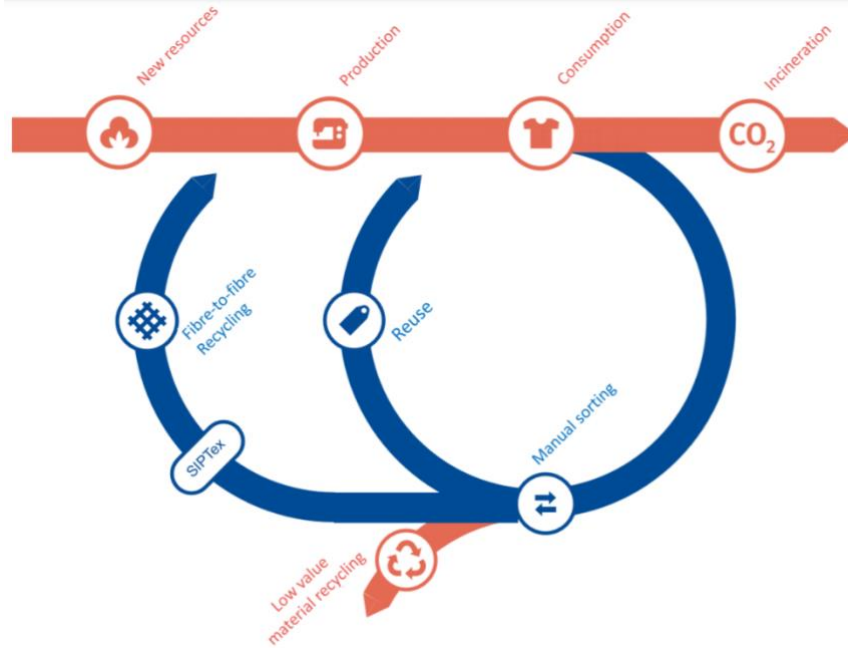 New resources
Production
Consumption
Incineration
CO₂
Fibre-to-fibre
Recycling
Reuse
Manual sorting
SIPTex
Low value
material recycling